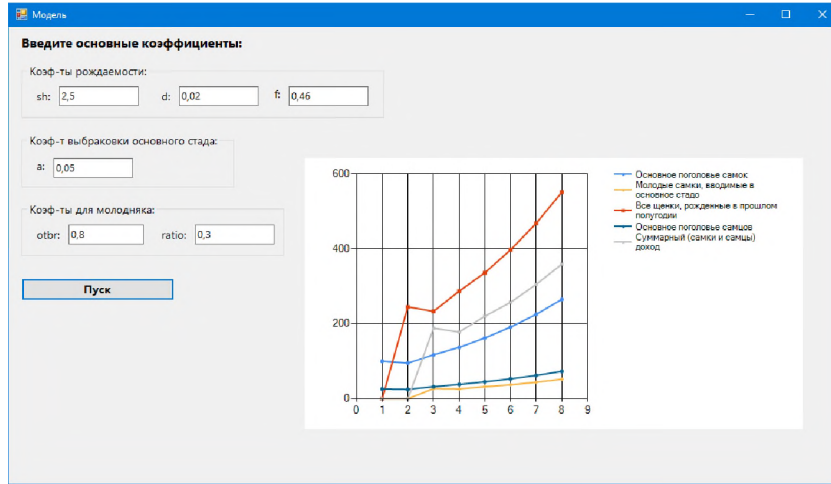 Модель
Введите основные коэффициенты:
Коэф-ты рождаемости:
sh: 2,5 d: 0,02 f: 0,46
Коэф-т выбраковки основного стада:
a: 0,05
Коэф-ты для молодняка:
otbr: 0,8 ratio: 0,3
Пуск
600
400
200
0
0 1 2 3 4 5 6 7 8 9
Основное поголовье самок
Молодые самки, вводимые в
основное стадо
Все щенки, рожденные в прошлом
полугодии
Основное поголовье самцов
Суммарный (самки и самцы)
доход